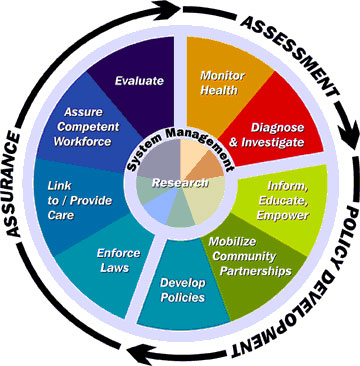 ASSESSMENT
POLICY DEVELOPMENT
ASSURANCE
Evaluate
Monitor
Health
Assure
Competent
Workforce
Diagnose
& Investigate
System Management
Research
Link
to / Provide
Care
Inform,
Educate,
Empower
Enforce
Laws
Mobilize
Community
Partnerships
Develop
Policies